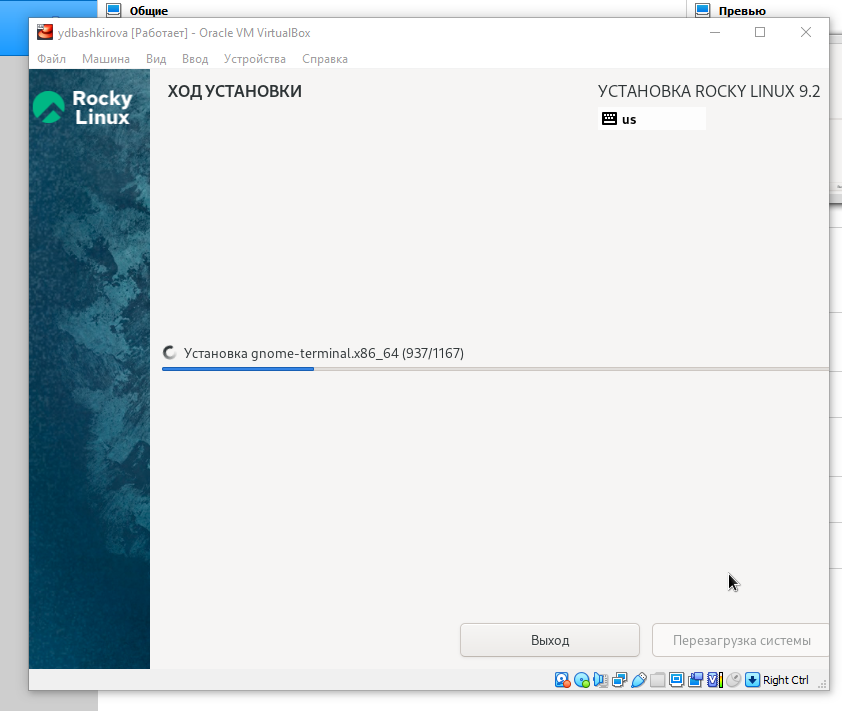 Общие
Превью
ydbashkirova [Работает] - Oracle VM VirtualBox
Файл Машина Вид Ввод Устройства Справка
Rocky
Linux
ХОД УСТАНОВКИ
УСТАНОВКА ROCKY LINUX 9.2
us
Установка gnome-terminal.x86_64 (937/1167)
Выход
Перезагрузка системы
Right Ctrl